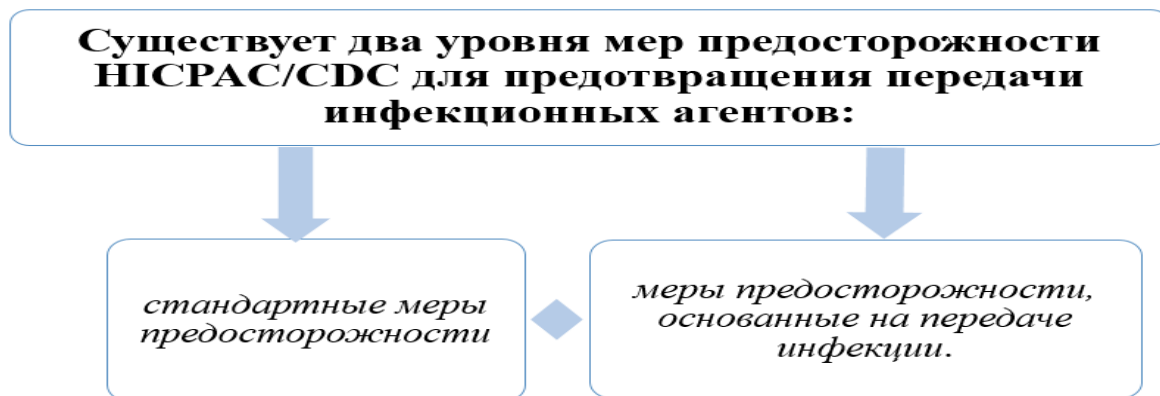 Существует два уровня мер предосторожности
HICPAC/CDC для предотвращения передачи
инфекционных агентов:
стандартные меры
предосторожности
меры предосторожности,
основанные на передаче
инфекции.